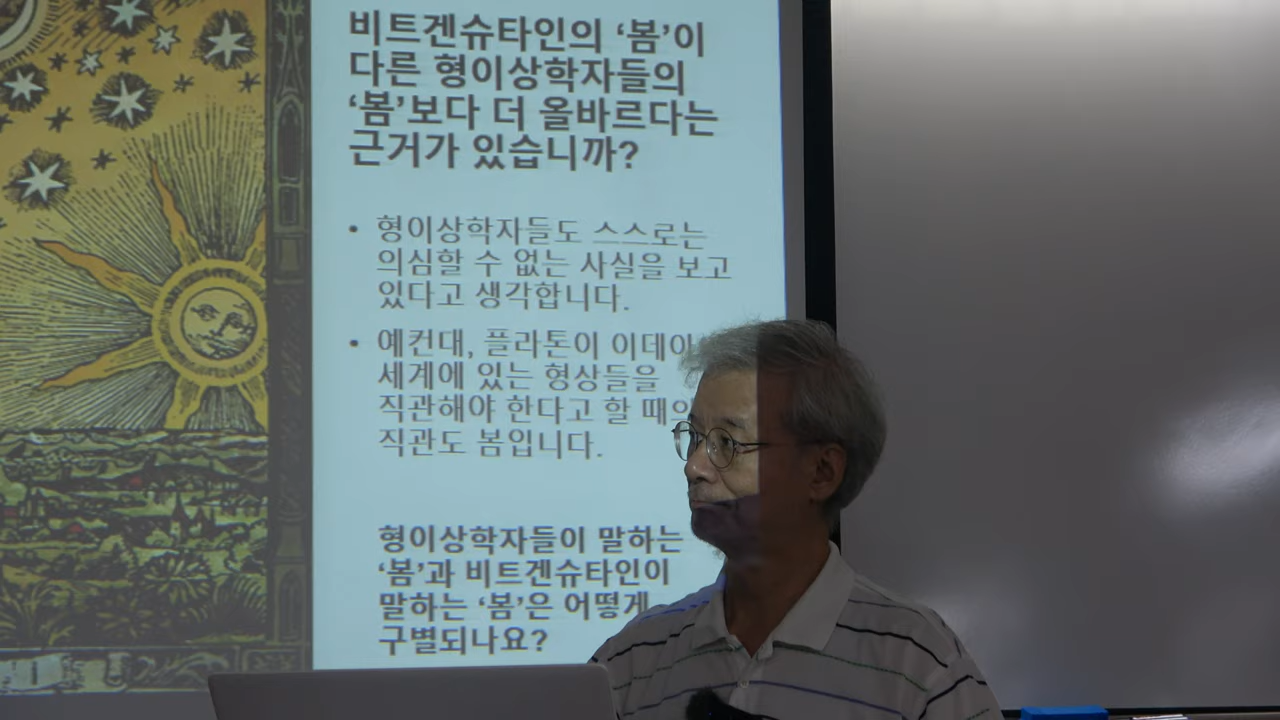 비트겐슈타인의 ‘봄’이
다른 형이상학자들의
‘봄’보다 더 올바르다는
근거가 있습니까?
• 형이상학자들도 스스로는
의심할 수 없는 사실을 보고
있다고 생각합니다.
• 예컨대, 플라톤이 이데아
세계에 있는 형상들을
직관해야 한다고 할 때의
직관도 봄입니다.
형이상학자들이 말하는
‘봄’과 비트겐슈타인이
말하는 ‘봄’은 어떻게
구별되나요?